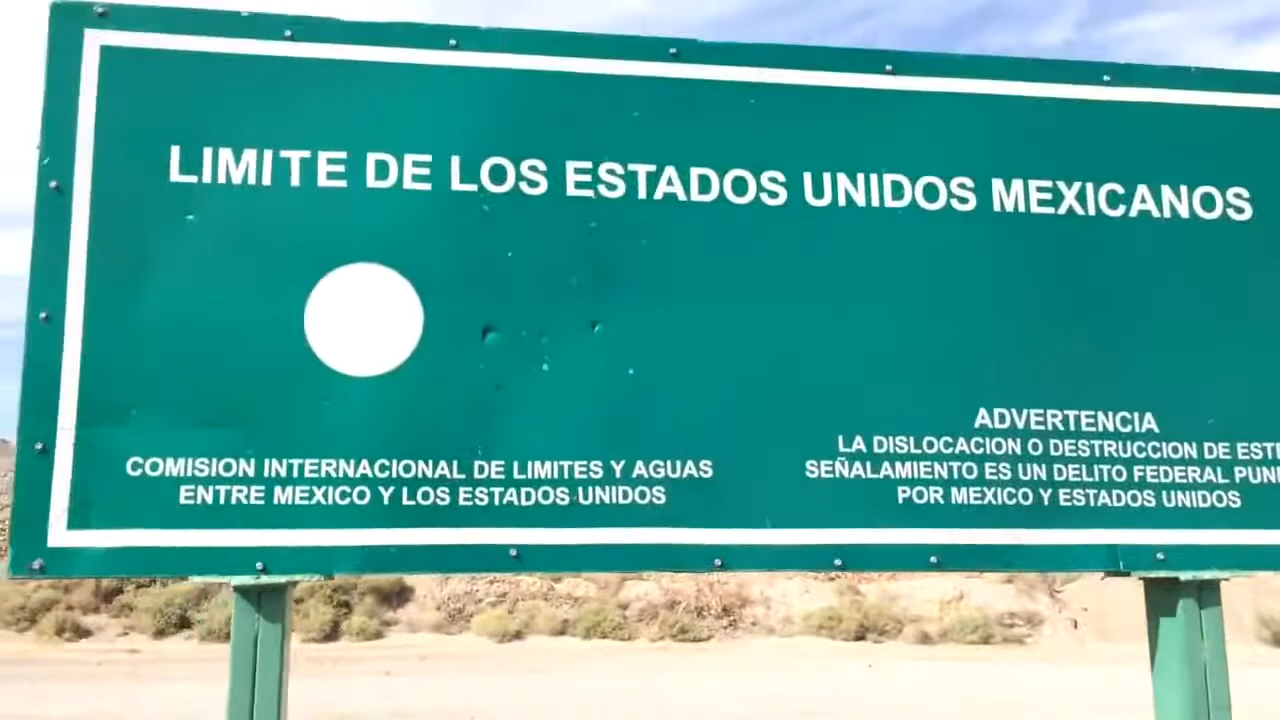 LIMITE DE LOS ESTADOS UNIDOS MEXICANOS
COMISION INTERNACIONAL DE LIMITES Y AGUAS
ENTRE MEXICO Y LOS ESTADOS UNIDOS
ADVERTENCIA
LA DISLOCACION O DESTRUCCION DE ESTE
SEÑALAMIENTO ES UN DELITO FEDERAL
POR MEXICO Y ESTADOS UNIDOS